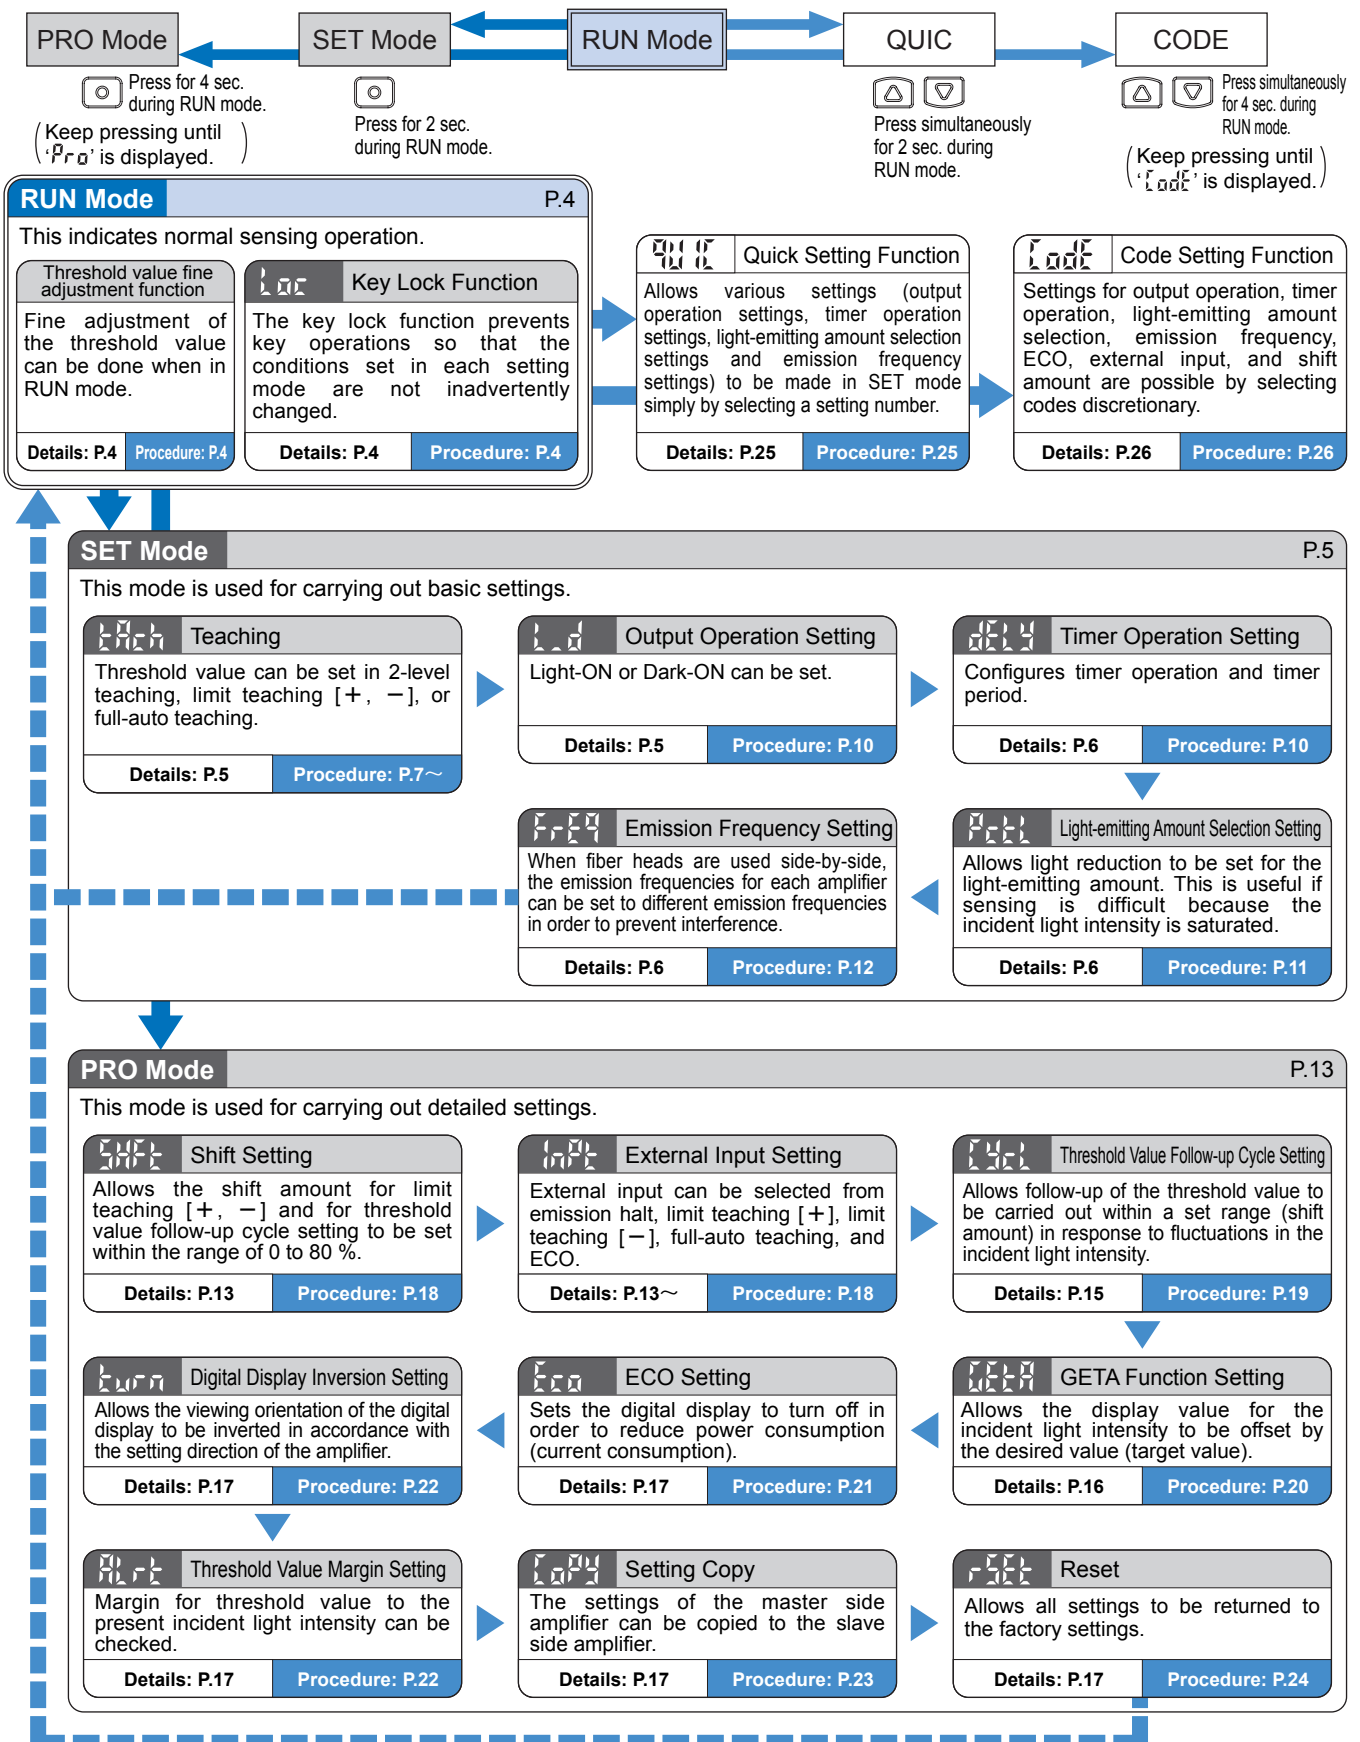 PRO Mode
SET Mode
RUN Mode
QUIC
CODE
Press for 4 sec.
during RUN mode.
(Keep pressing until
'Pro' is displayed.)
Press for 2 sec.
during RUN mode.
Press simultaneously
for 2 sec. during
RUN mode.
Press simultaneously
for 4 sec. during
RUN mode.
(Keep pressing until
'CodE' is displayed.)
RUN Mode P.4
This indicates normal sensing operation.
Threshold value fine
adjustment function
Fine adjustment of
the threshold value
can be done when in
RUN mode.
Details: P.4 Procedure: P.4
Loc Key Lock Function
The key lock function prevents
key operations so that the
conditions set in each setting
mode are not inadvertently
changed.
Details: P.4 Procedure: P.4
qUIC Quick Setting Function
Allows various settings (output
operation settings, timer operation
settings, light-emitting amount selection
settings and emission frequency
settings) to be made in SET mode
simply by selecting a setting number.
Details: P.25 Procedure: P.25
CodE Code Setting Function
Settings for output operation, timer
operation, light-emitting amount
selection, emission frequency,
ECO, external input, and shift
amount are possible by selecting
codes discretionary.
Details: P.26 Procedure: P.26
SET Mode P.5
This mode is used for carrying out basic settings.
tAch Teaching
Threshold value can be set in 2-level
teaching, limit teaching [+, −], or
full-auto teaching.
Details: P.5 Procedure: P.7~
L_d Output Operation Setting
Light-ON or Dark-ON can be set.
Details: P.5 Procedure: P.10
dELY Timer Operation Setting
Configures timer operation and timer
period.
Details: P.6 Procedure: P.10
FrEq Emission Frequency Setting
When fiber heads are used side-by-side,
the emission frequencies for each amplifier
can be set to different emission frequencies
in order to prevent interference.
Details: P.6 Procedure: P.12
PctL Light-emitting Amount Selection Setting
Allows light reduction to be set for the
light-emitting amount. This is useful if
sensing is difficult because the
incident light intensity is saturated.
Details: P.6 Procedure: P.11
PRO Mode P.13
This mode is used for carrying out detailed settings.
SHFt Shift Setting
Allows the shift amount for limit
teaching [+, −] and for threshold
value follow-up cycle setting to be set
within the range of 0 to 80 %.
Details: P.13 Procedure: P.18
InPt External Input Setting
External input can be selected from
emission halt, limit teaching [+], limit
teaching [−], full-auto teaching, and
ECO.
Details: P.13~ Procedure: P.18
CYcL Threshold Value Follow-up Cycle Setting
Allows follow-up of the threshold value to
be carried out within a set range (shift
amount) in response to fluctuations in the
incident light intensity.
Details: P.15 Procedure: P.19
turn Digital Display Inversion Setting
Allows the viewing orientation of the digital
display to be inverted in accordance with
the setting direction of the amplifier.
Details: P.17 Procedure: P.22
Eco ECO Setting
Sets the digital display to turn off in
order to reduce power consumption
(current consumption).
Details: P.17 Procedure: P.21
GEtA GETA Function Setting
Allows the display value for the
incident light intensity to be offset by
the desired value (target value).
Details: P.16 Procedure: P.20
ALrt Threshold Value Margin Setting
Margin for threshold value to the
present incident light intensity can be
checked.
Details: P.17 Procedure: P.22
CoPY Setting Copy
The settings of the master side
amplifier can be copied to the slave
side amplifier.
Details: P.17 Procedure: P.23
rSEt Reset
Allows all settings to be returned to
the factory settings.
Details: P.17 Procedure: P.24